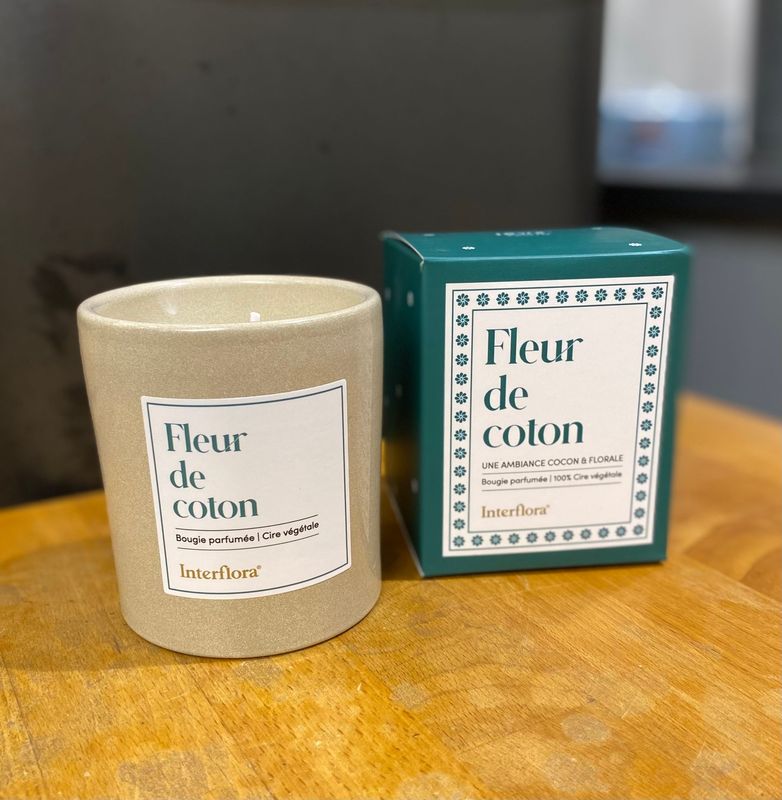 Fleur
de
coton
Bougie parfumée | Cire végétale
Interflora®
Fleur
de
coton
UNE AMBIANCE COCON & FLORALE
Bougie parfumée | 100% Cire végétale
Interflora®